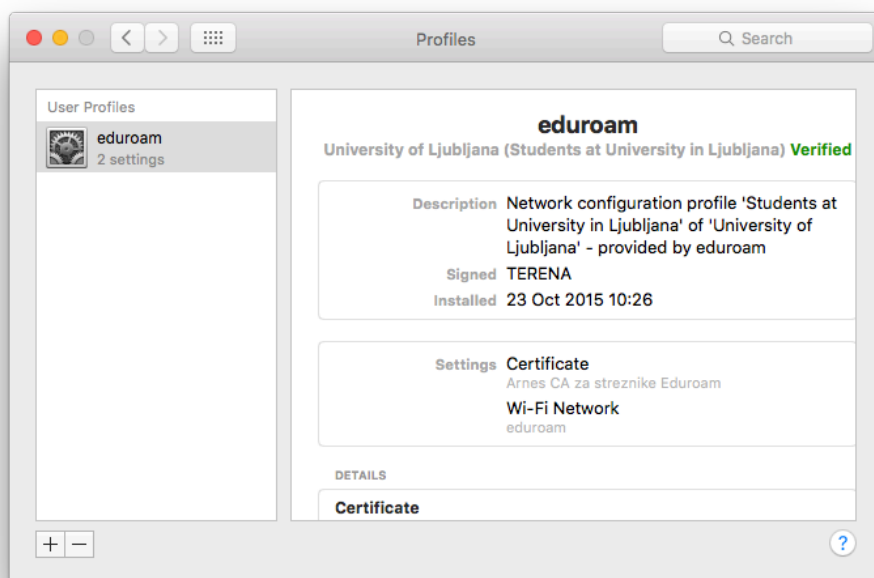 Profiles
Search
User Profiles
eduroam
2 settings
eduroam
University of Ljubljana (Students at University in Ljubljana) Verified
Description Network configuration profile 'Students at
University in Ljubljana' of 'University of
Ljubljana' - provided by eduroam
Signed TERENA
Installed 23 Oct 2015 10:26
Settings Certificate
Arnes CA za streznike Eduroam
Wi-Fi Network
eduroam
DETAILS
Certificate
+ −
?